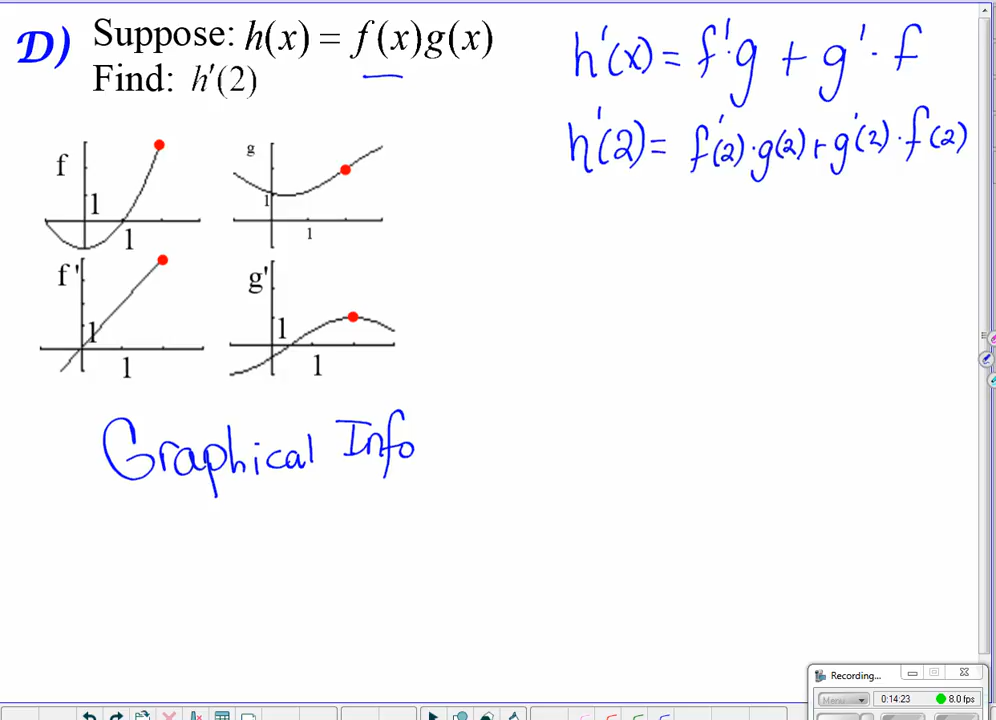 D) Suppose: h(x) = f(x)g(x)
Find: h'(2)
h'(x) = f'·g + g'·f
h'(2) = f'(2)·g(2)+g'(2)·f(2)
f
1
1
g
1
1
f'
1
1
g'
1
1
Graphical Info
Recording...
Menu
0:14:23
8.0 fps